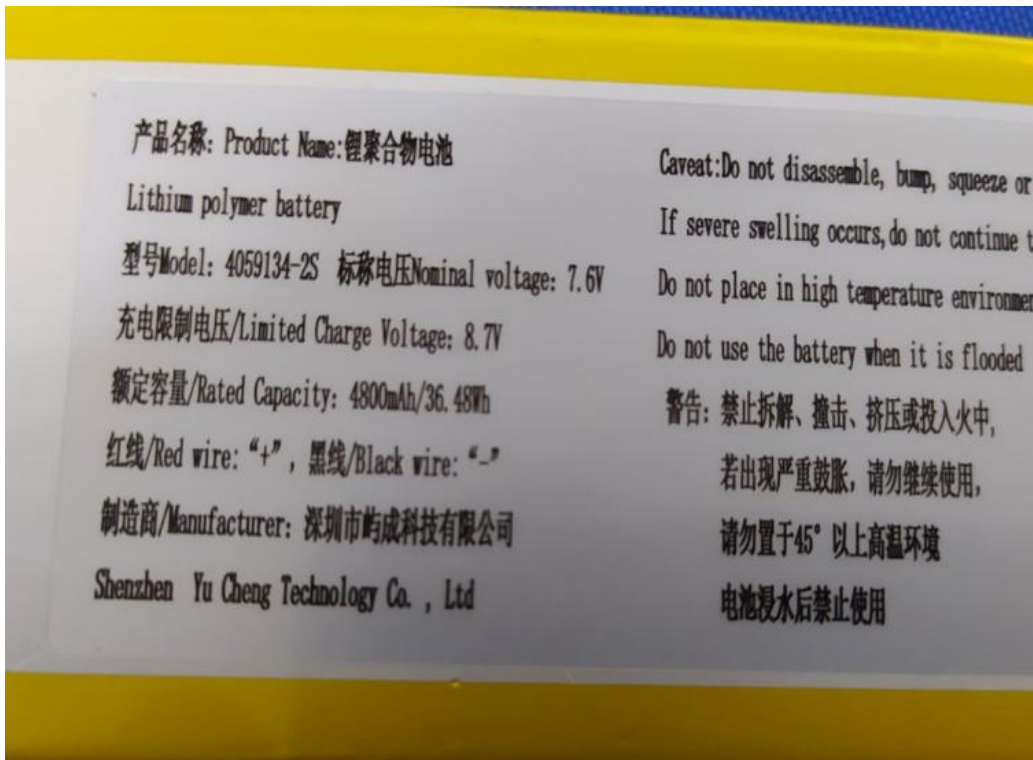 产品名称: Product Name:锂聚合物电池
Lithium polymer battery
型号Model: 4059134-2S 标称电压Nominal voltage: 7.6V
充电限制电压/Limited Charge Voltage: 8.7V
额定容量/Rated Capacity: 4800mAh/36.48Wh
红线/Red wire: “+”, 黑线/Black wire: “-”
制造商/Manufacturer: 深圳市屿成科技有限公司
Shenzhen Yu Cheng Technology Co. , Ltd
Caveat:Do not disassemble, bump, squeeze or
If severe swelling occurs, do not continue
Do not place in high temperature
Do not use the battery when it is flooded
警告: 禁止拆解、撞击、挤压或投入火中,
若出现严重鼓胀, 请勿继续使用,
请勿置于45° 以上高温环境
电池浸水后禁止使用